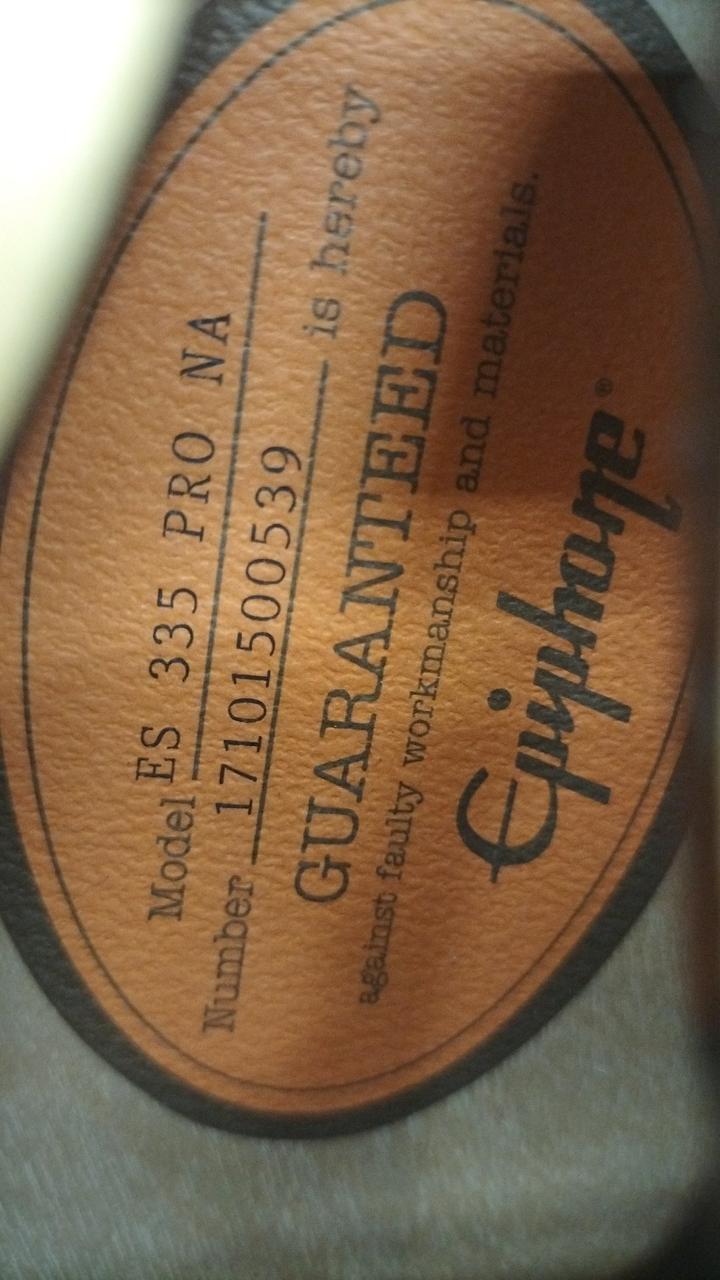 Model ES 335 PRO NA
Number 17101500539 is hereby
GUARANTEED
against faulty workmanship and materials.
Epiphone®